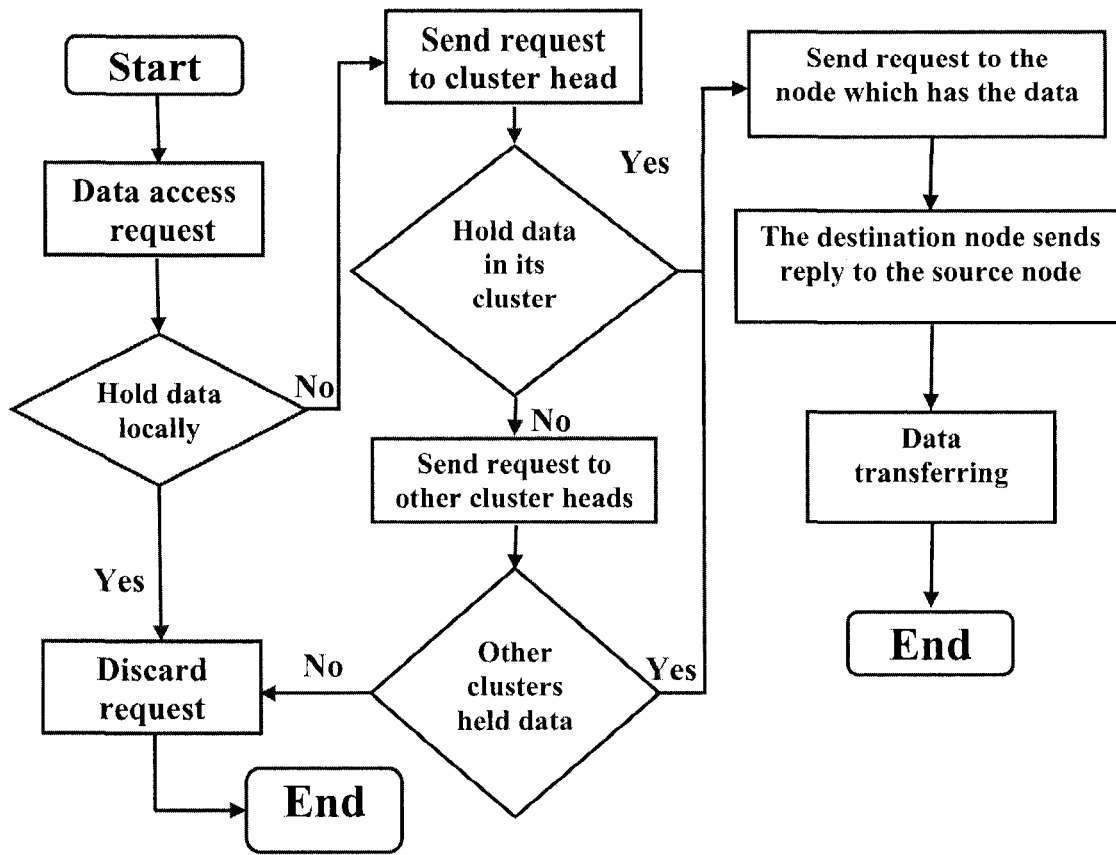 Start
Data access
request
Hold data
locally
No
Yes
Discard
request
End
Send request
to cluster head
Hold data
in its
cluster
Yes
No
Send request to
other cluster heads
Other
clusters
held data
No
Yes
Send request to the
node which has the data
The destination node sends
reply to the source node
Data
transferring
End